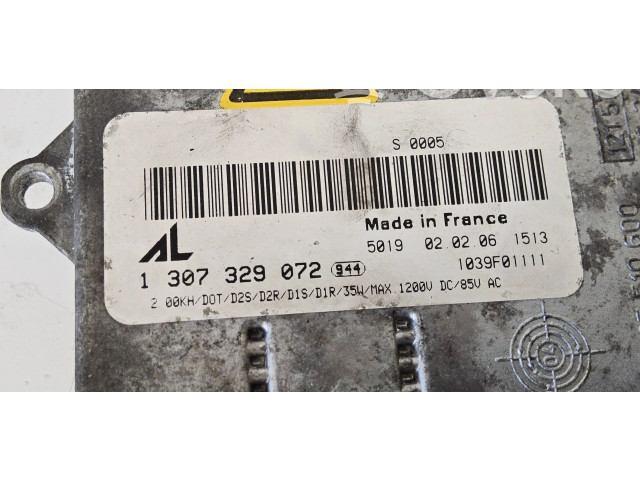 S 0005
AL
Made in France
5019 02.02.06 1513
1 307 329 072 944
1039F01111
2 00KH/DOT/D2S/D2R/D1S/D1R/35W/MAX 1200V DC/85V AC